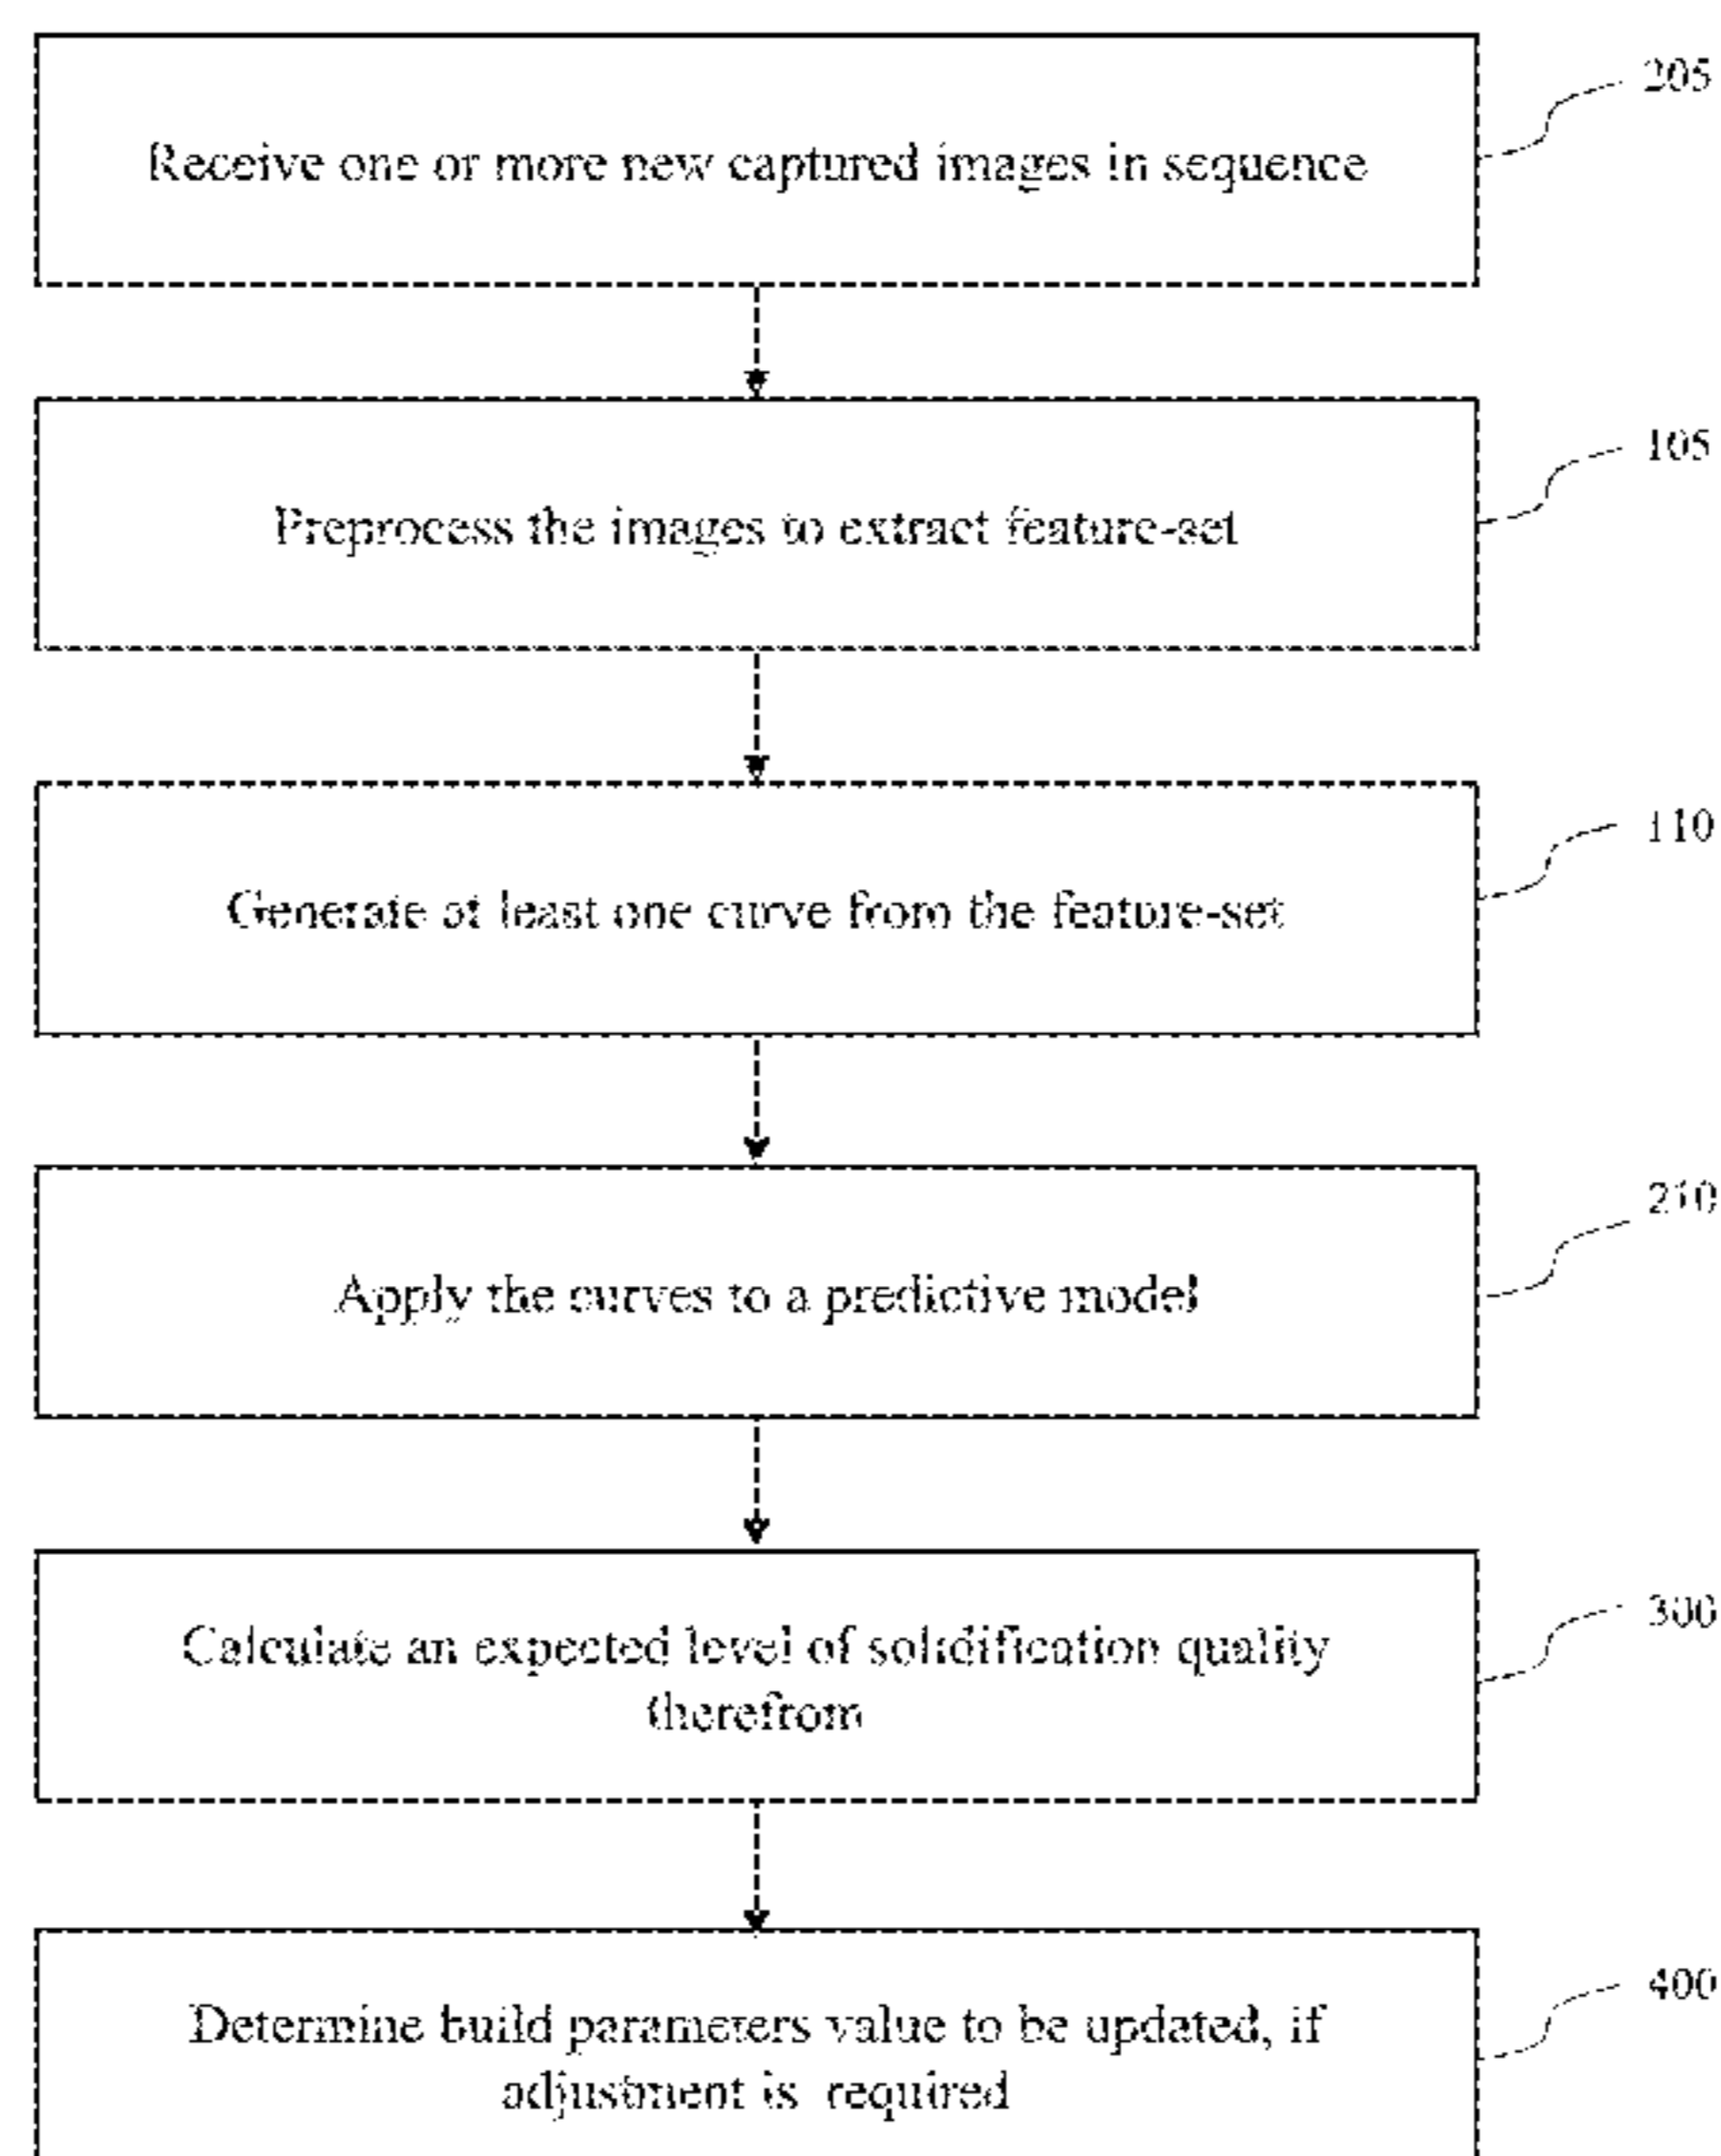 205
Receive one or more new captured images in sequence
105
Preprocess the images to extract feature-set
110
Generate at least one curve from the feature-set
210
Apply the curves to a predictive model
300
Calculate an expected level of solidification quality
therefrom
400
Determine build parameters value to be updated, if
adjustment is required